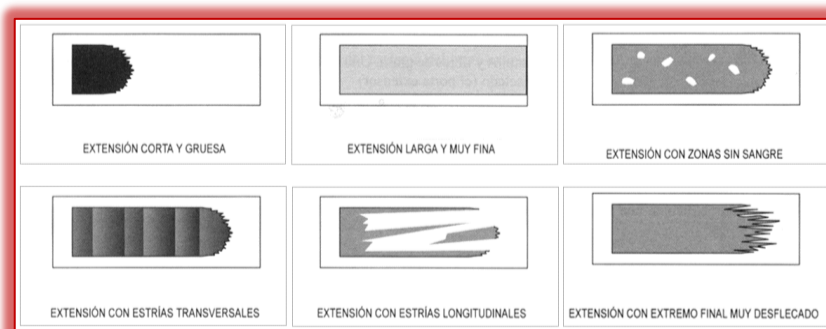 EXTENSIÓN CORTA Y GRUESA
EXTENSIÓN LARGA Y MUY FINA
EXTENSIÓN CON ZONAS SIN SANGRE
EXTENSIÓN CON ESTRÍAS TRANSVERSALES
EXTENSIÓN CON ESTRÍAS LONGITUDINALES
EXTENSIÓN CON EXTREMO FINAL MUY DESFLECADO